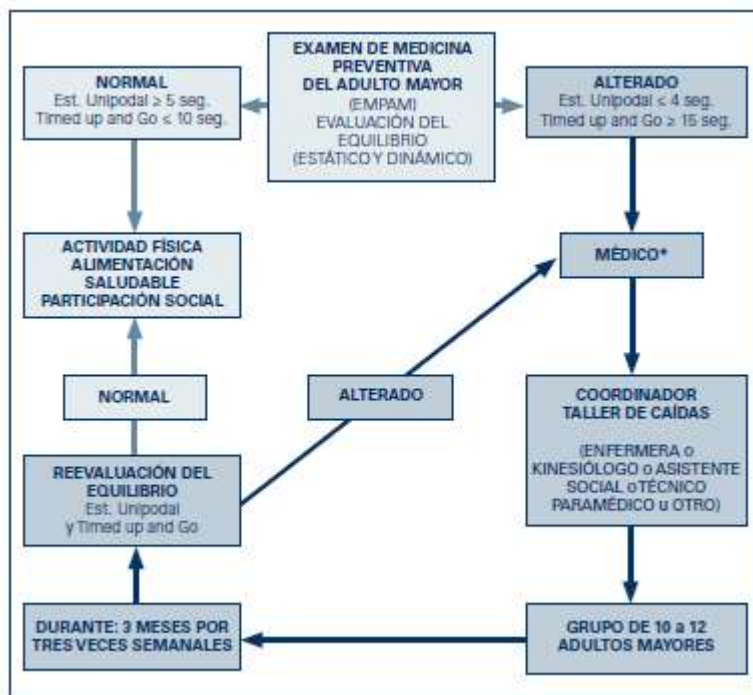 EXAMEN DE MEDICINA
PREVENTIVA
DEL ADULTO MAYOR
(EMPAM)
EVALUACIÓN DEL
EQUILIBRIO
(ESTÁTICO Y DINÁMICO)
NORMAL
Est. Unipodal ≥ 5 seg.
Timed up and Go ≤ 10 seg.
ALTERADO
Est. Unipodal ≤ 4 seg.
Timed up and Go ≥ 15 seg.
ACTIVIDAD FÍSICA
ALIMENTACIÓN
SALUDABLE
PARTICIPACIÓN SOCIAL
MÉDICO*
NORMAL
ALTERADO
COORDINADOR
TALLER DE CAÍDAS
(ENFERMERA o
KINESIÓLOGO o ASISTENTE
SOCIAL o TÉCNICO
PARAMÉDICO u OTRO)
REEVALUACIÓN DEL
EQUILIBRIO
Est. Unipodal
y Timed up and Go
DURANTE: 3 MESES POR
TRES VECES SEMANALES
GRUPO DE 10 a 12
ADULTOS MAYORES